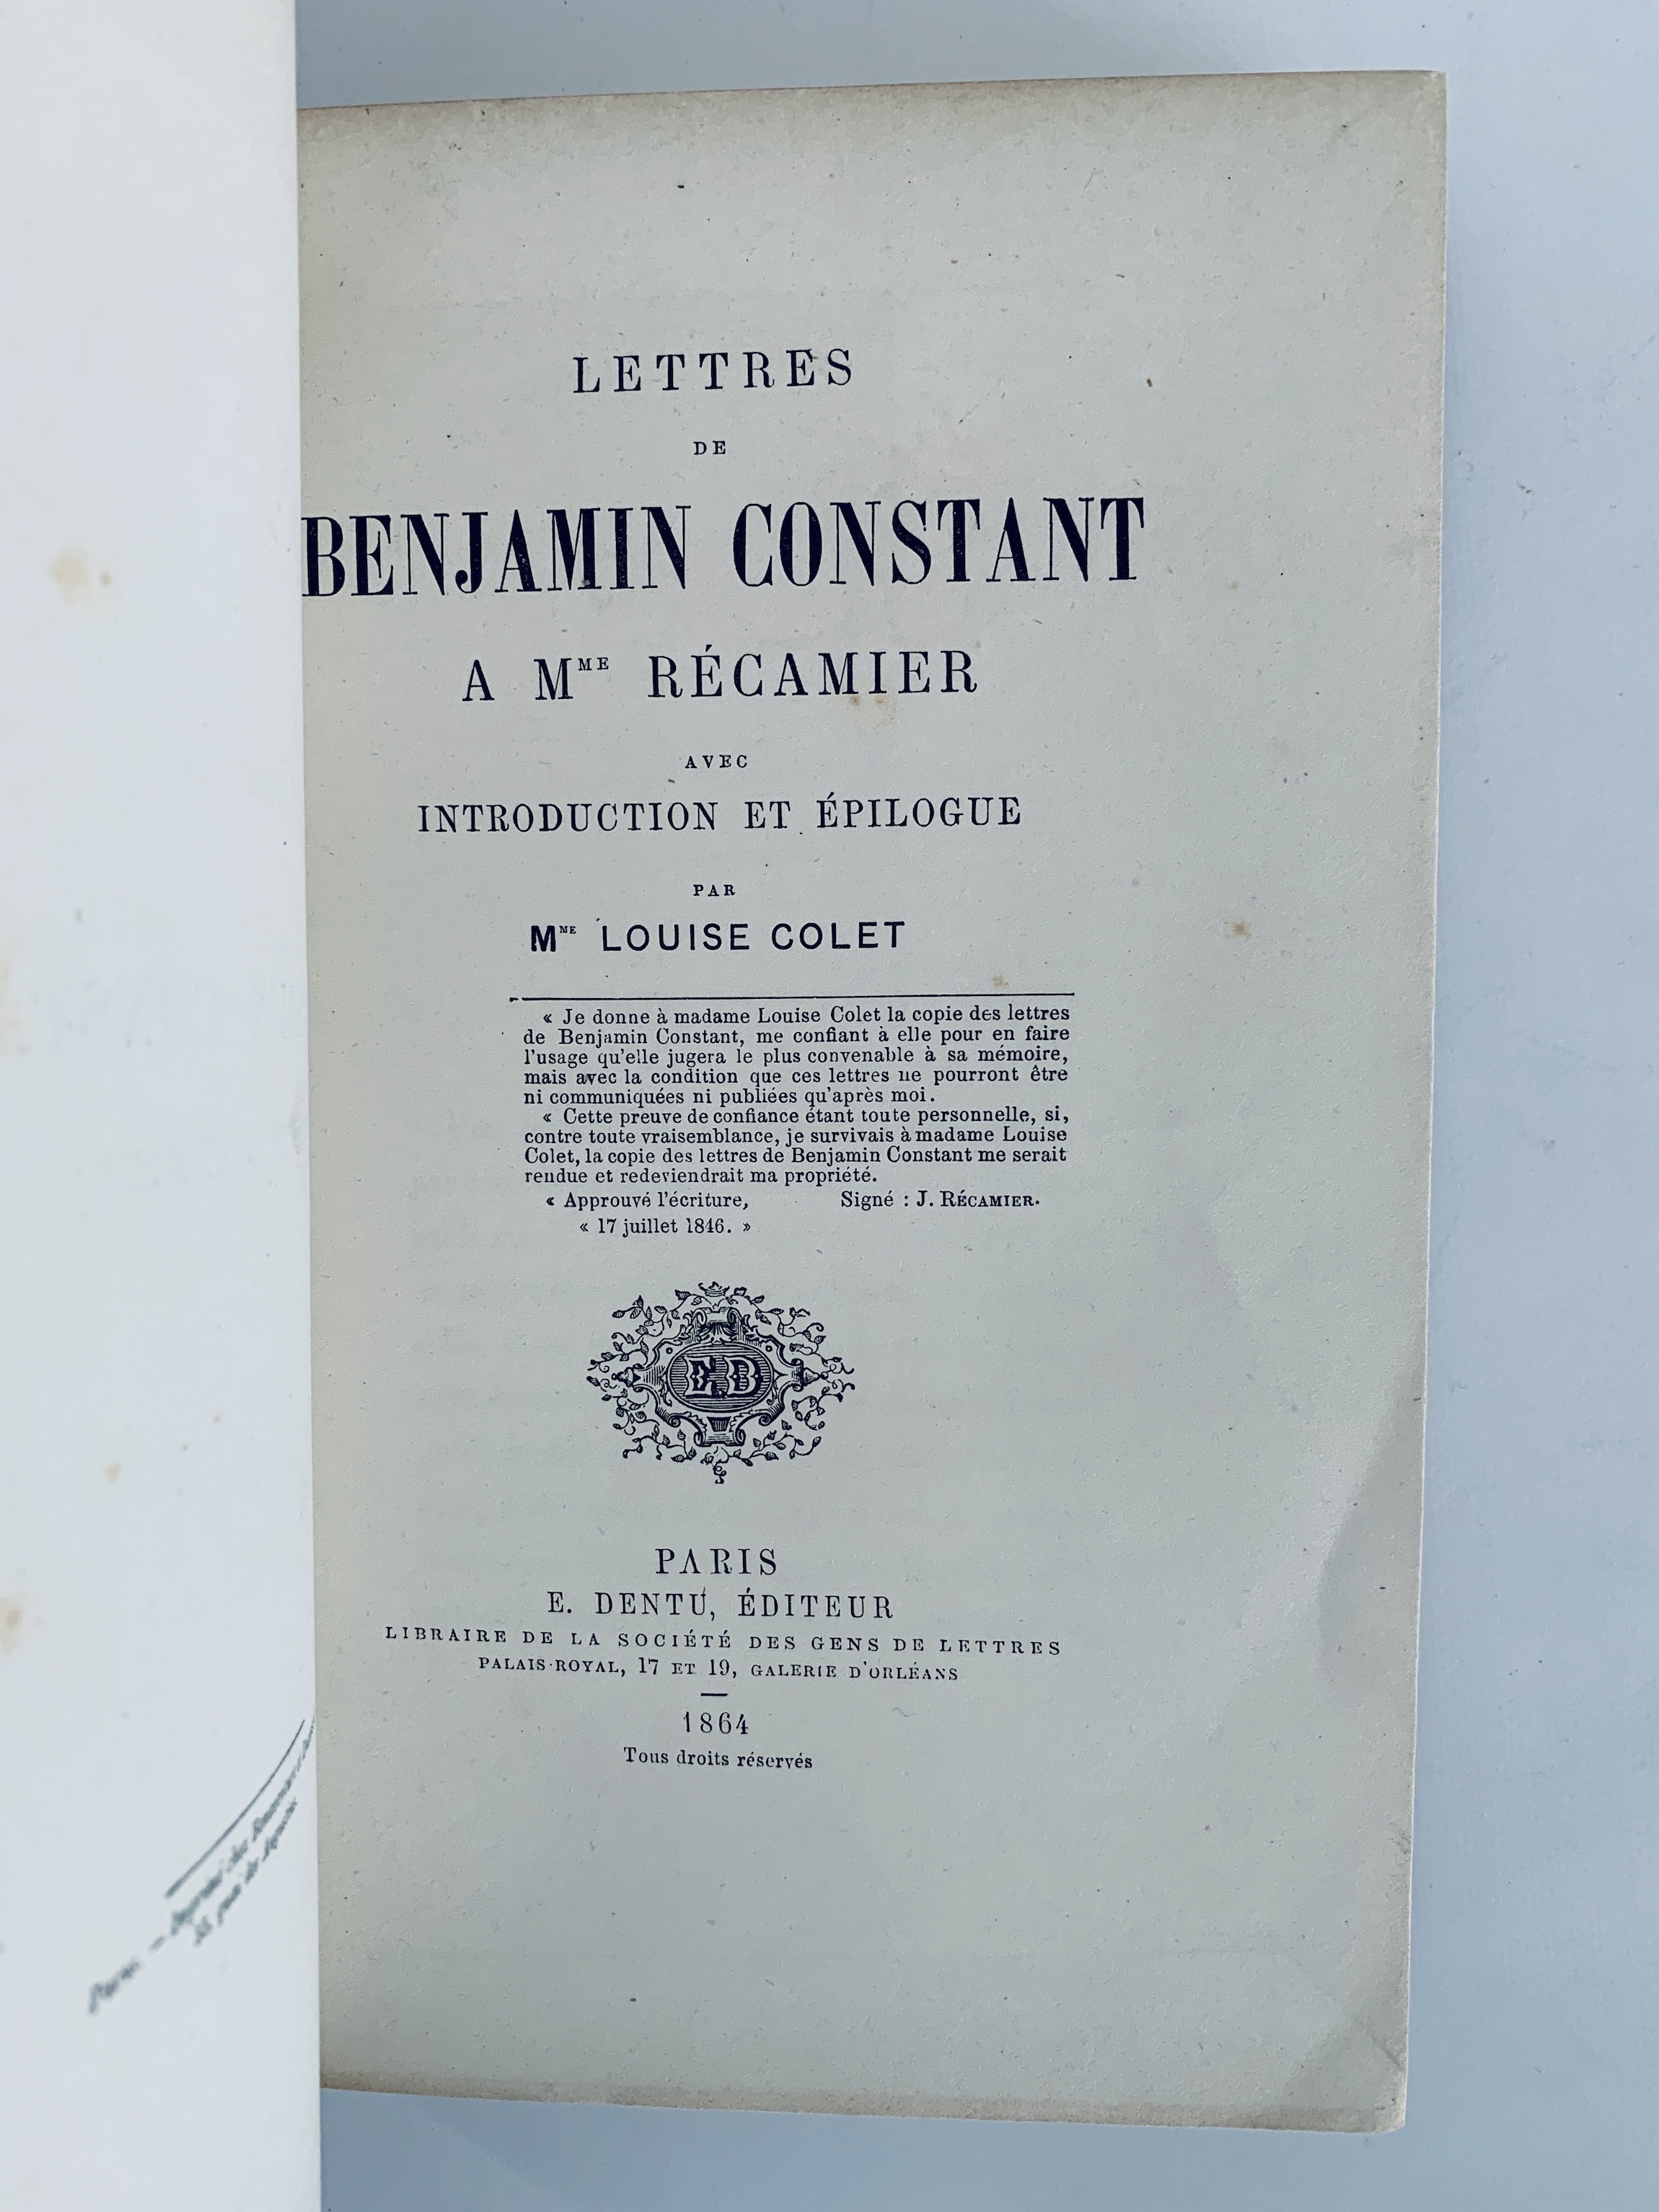 LETTRES
DE
BENJAMIN CONSTANT
A MME RÉCAMIER
AVEC
INTRODUCTION ET ÉPILOGUE
PAR
MME LOUISE COLET
« Je donne à madame Louise Colet la copie des lettres
de Benjamin Constant, me confiant à elle pour en faire
l'usage qu'elle jugera le plus convenable à sa mémoire,
mais avec la condition que ces lettres ne pourront être
ni communiquées ni publiées qu'après moi.
« Cette preuve de confiance étant toute personnelle, si,
contre toute vraisemblance, je survivais à madame Louise
Colet, la copie des lettres de Benjamin Constant me serait
rendue et redeviendrait ma propriété.
« Approuvé l'écriture, Signé : J. RÉCAMIER.
« 17 juillet 1846. »
E.D
PARIS
E. DENTU, ÉDITEUR
LIBRAIRE DE LA SOCIÉTÉ DES GENS DE LETTRES
PALAIS-ROYAL, 17 ET 19, GALERIE D'ORLÉANS
1864
Tous droits réservés